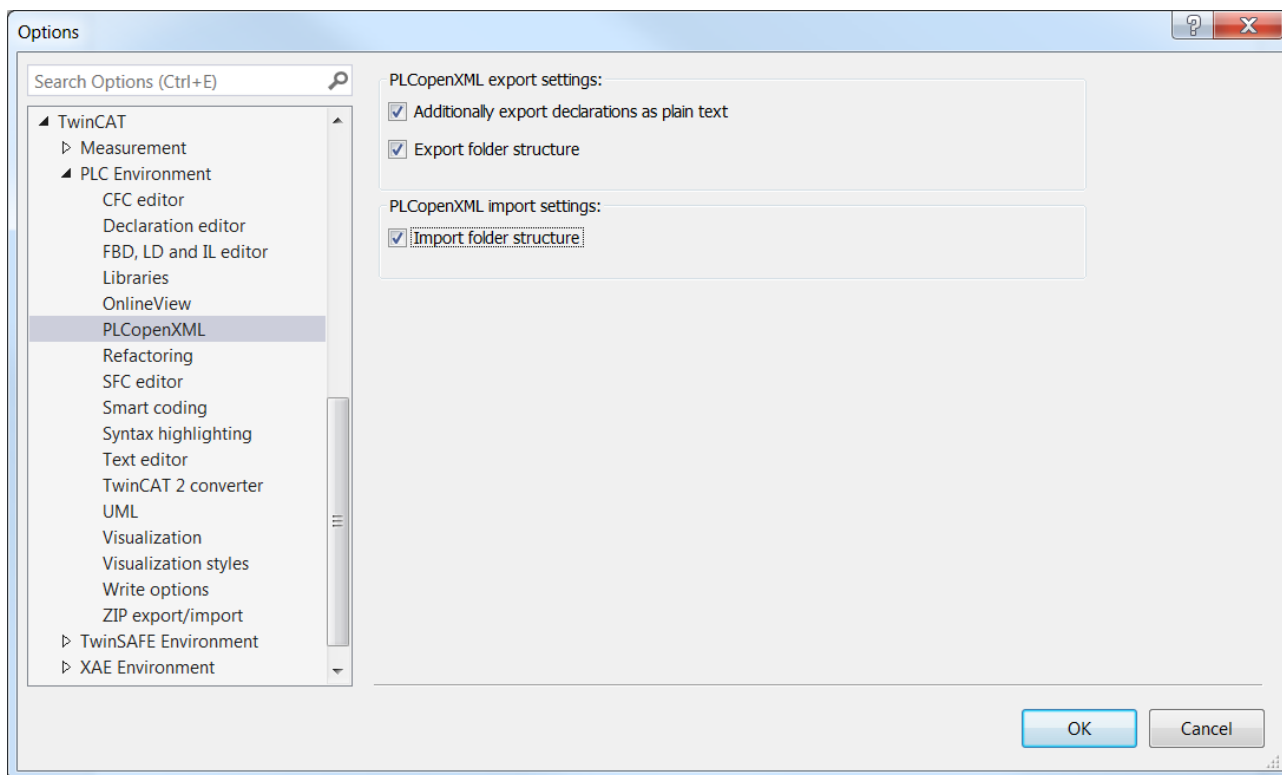 Options
Search Options (Ctrl+E)
TwinCAT
Measurement
PLC Environment
CFC editor
Declaration editor
FBD, LD and IL editor
Libraries
OnlineView
PLCopenXML
Refactoring
SFC editor
Smart coding
Syntax highlighting
Text editor
TwinCAT 2 converter
UML
Visualization
Visualization styles
Write options
ZIP export/import
TwinSAFE Environment
XAE Environment
PLCopenXML export settings:
Additionally export declarations as plain text
Export folder structure
PLCopenXML import settings:
Import folder structure
OK
Cancel